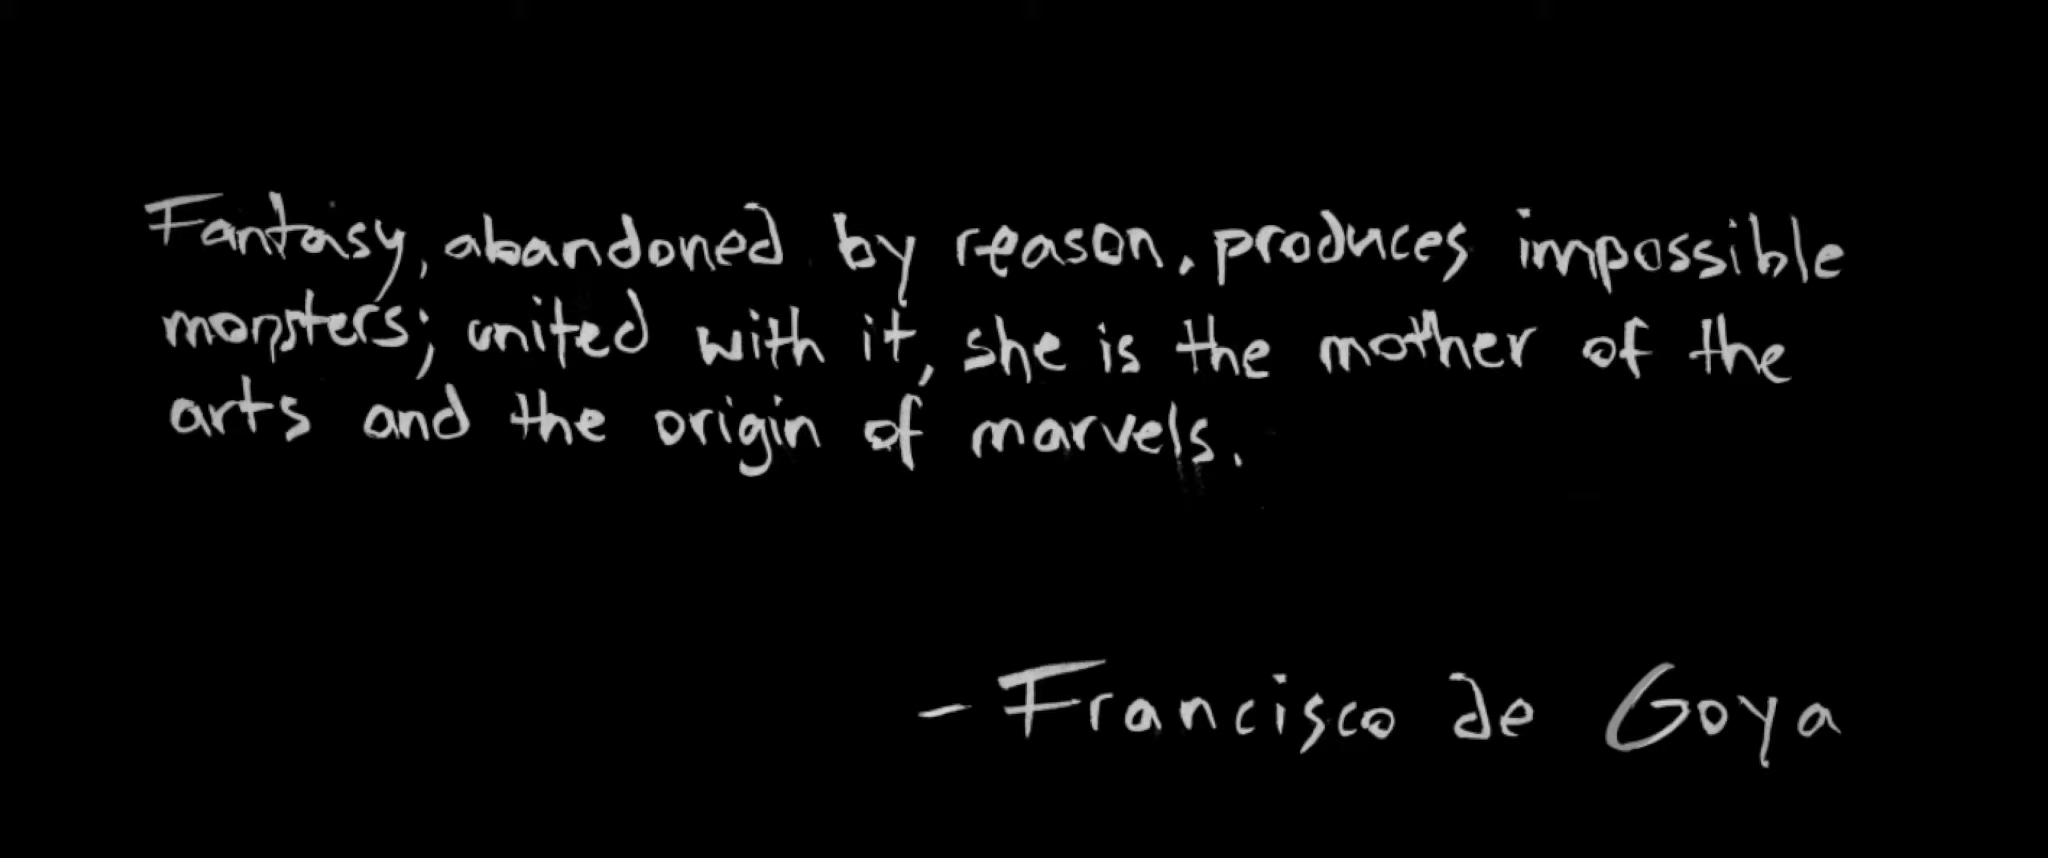 Fantasy, abandoned by reason, produces impossible
monsters; united with it, she is the mother of the
arts and the origin of marvels.
- Francisco de Goya